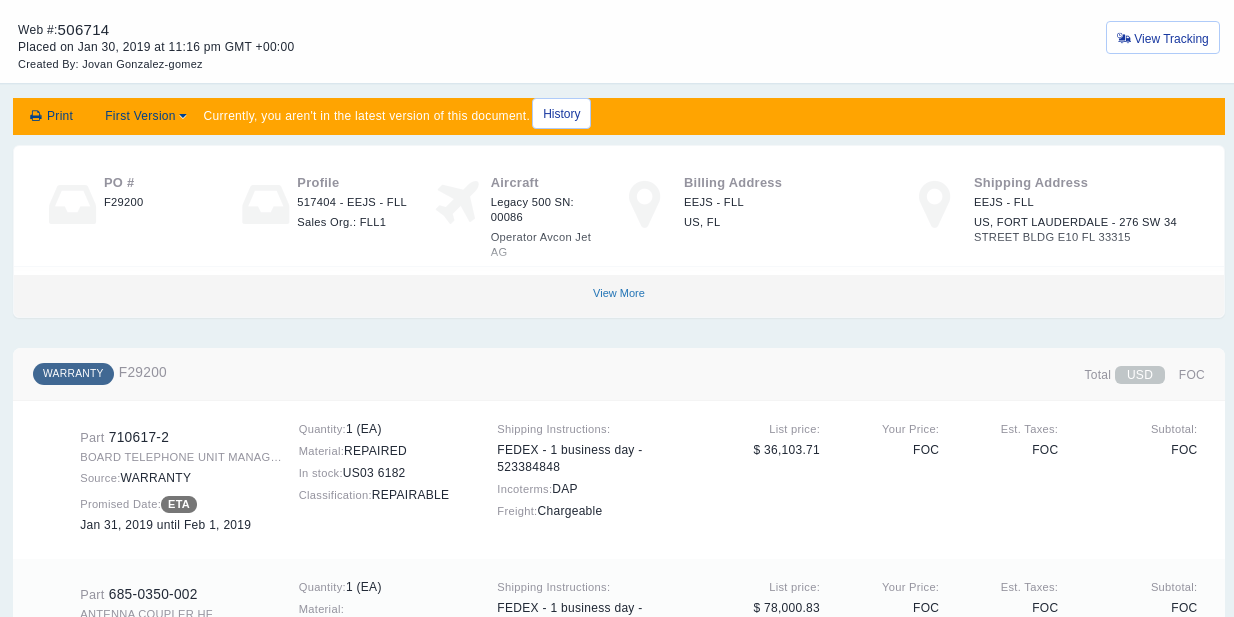 Web #:506714
Placed on Jan 30, 2019 at 11:16 pm GMT +00:00
Created By: Jovan Gonzalez-gomez
View Tracking
Print First Version Currently, you aren't in the latest version of this document. History
PO #
F29200
Profile
517404 - EEJS - FLL
Sales Org.: FLL1
Aircraft
Legacy 500 SN:
00086
Operator Avcon Jet
AG
Billing Address
EEJS - FLL
US, FL
Shipping Address
EEJS - FLL
US, FORT LAUDERDALE - 276 SW 34
STREET BLDG E10 FL 33315
View More
WARRANTY F29200
Total USD FOC
Part 710617-2
BOARD TELEPHONE UNIT MANAG...
Source:WARRANTY
Promised Date:ETA
Jan 31, 2019 until Feb 1, 2019
Quantity:1 (EA)
Material:REPAIRED
In stock:US03 6182
Classification:REPAIRABLE
Shipping Instructions:
FEDEX - 1 business day -
523384848
Incoterms:DAP
Freight:Chargeable
List price:
$ 36,103.71
Your Price:
FOC
Est. Taxes:
FOC
Subtotal:
FOC
Part 685-0350-002
ANTENNA COUPLER HF
Quantity:1 (EA)
Material:
Shipping Instructions:
FEDEX - 1 business day -
List price:
$ 78,000.83
Your Price:
FOC
Est. Taxes:
FOC
Subtotal:
FOC